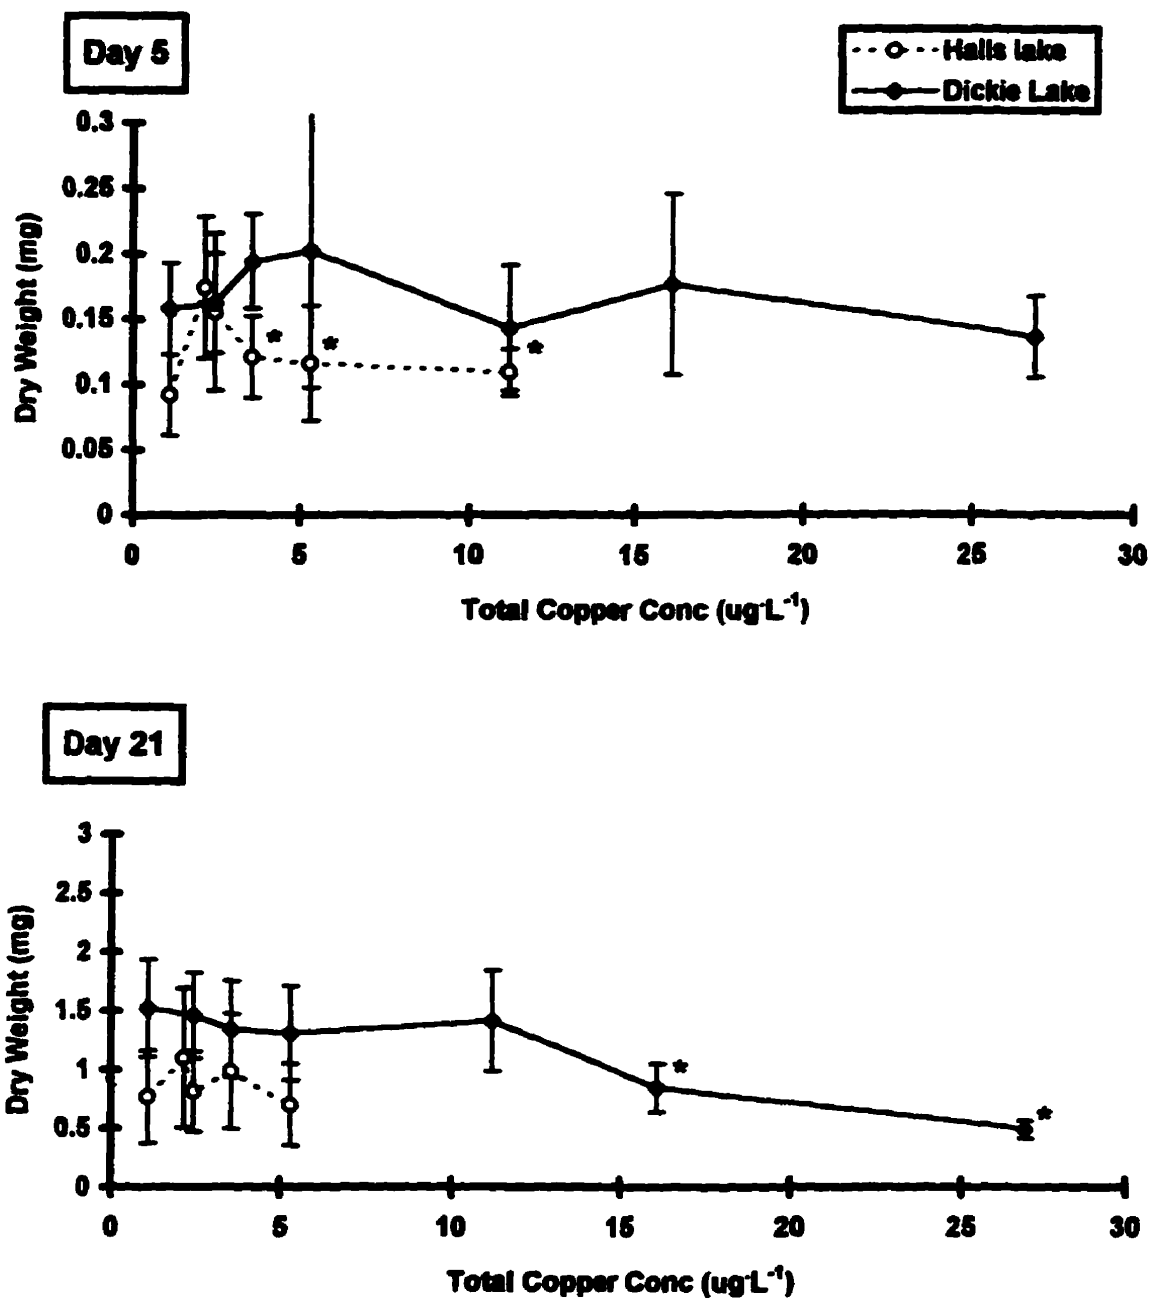 Day 5
Halls lake
Dickie Lake
0.3
0.25
0.2
0.15
0.1
0.05
0
Dry Weight (mg)
*
*
*
0 5 10 15 20 25 30
Total Copper Conc (ug·L⁻¹)
Day 21
3
2.5
2
1.5
1
0.5
0
Dry Weight (mg)
*
*
0 5 10 15 20 25 30
Total Copper Conc (ug·L⁻¹)